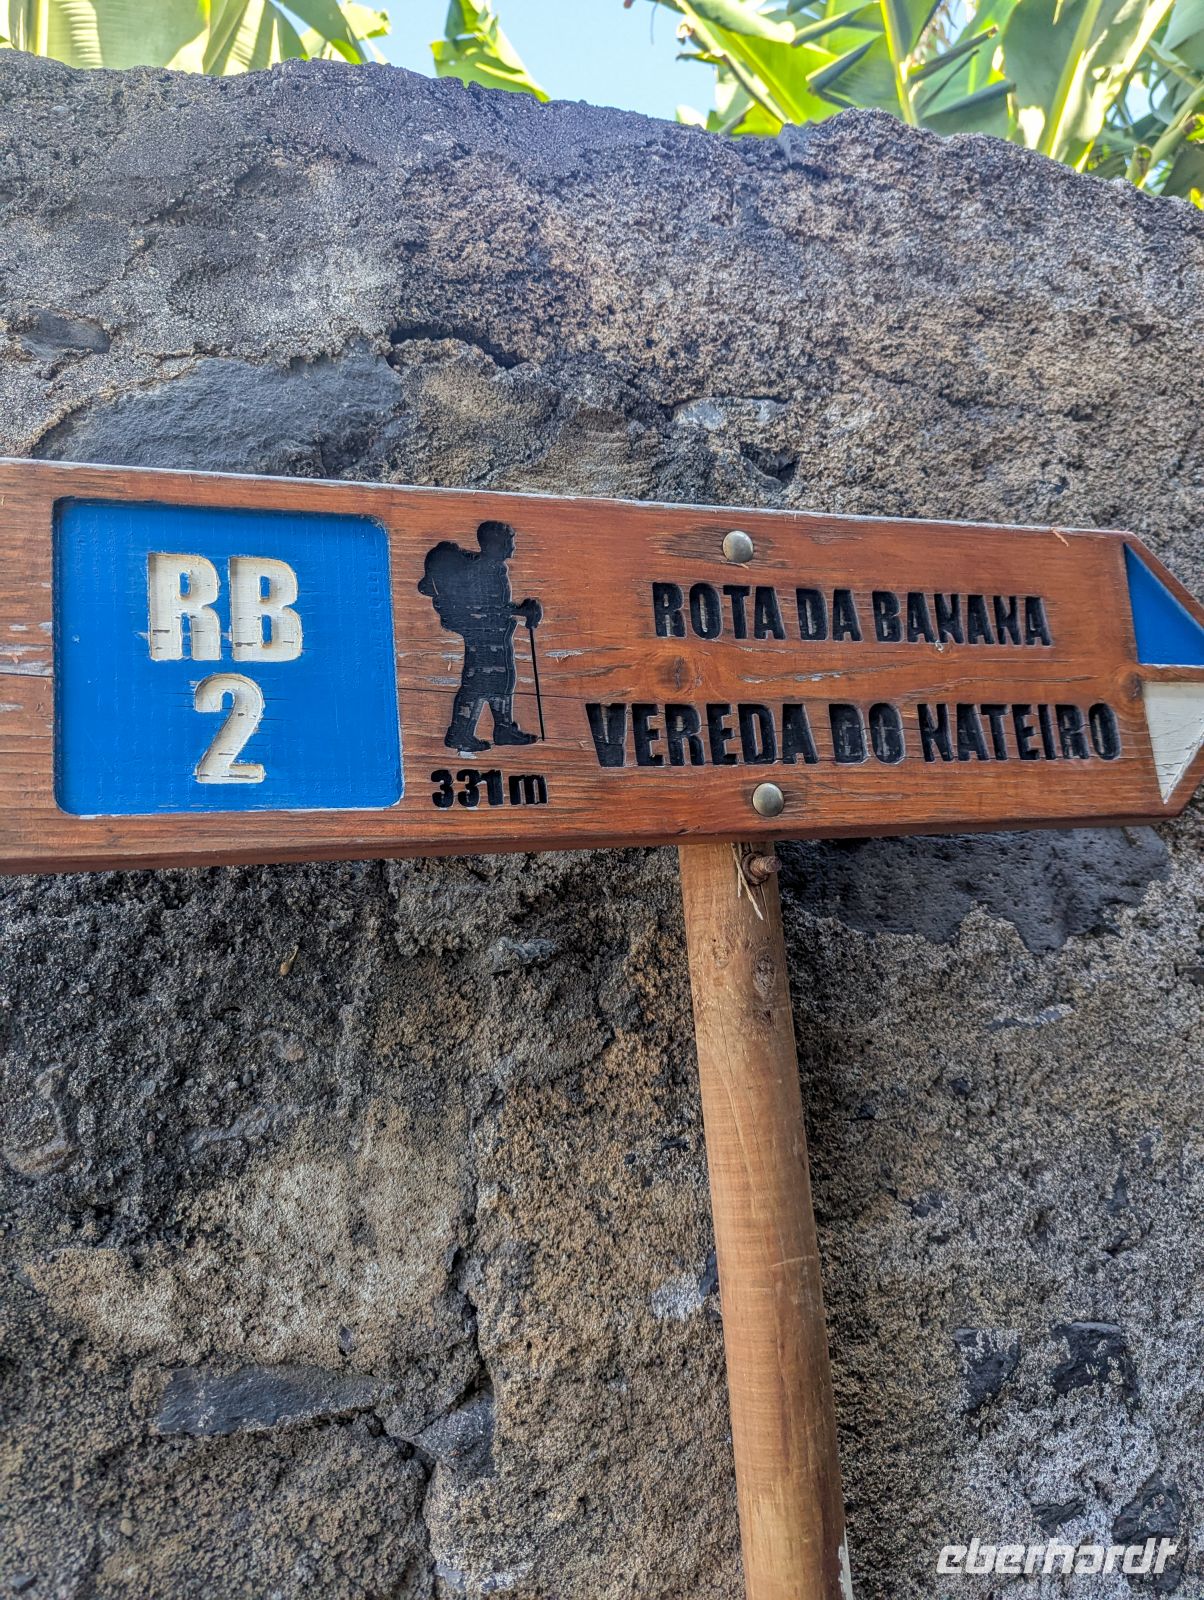 RB
2
331m
ROTA DA BANANA
VEREDA DO NATEIRO
eberhardt